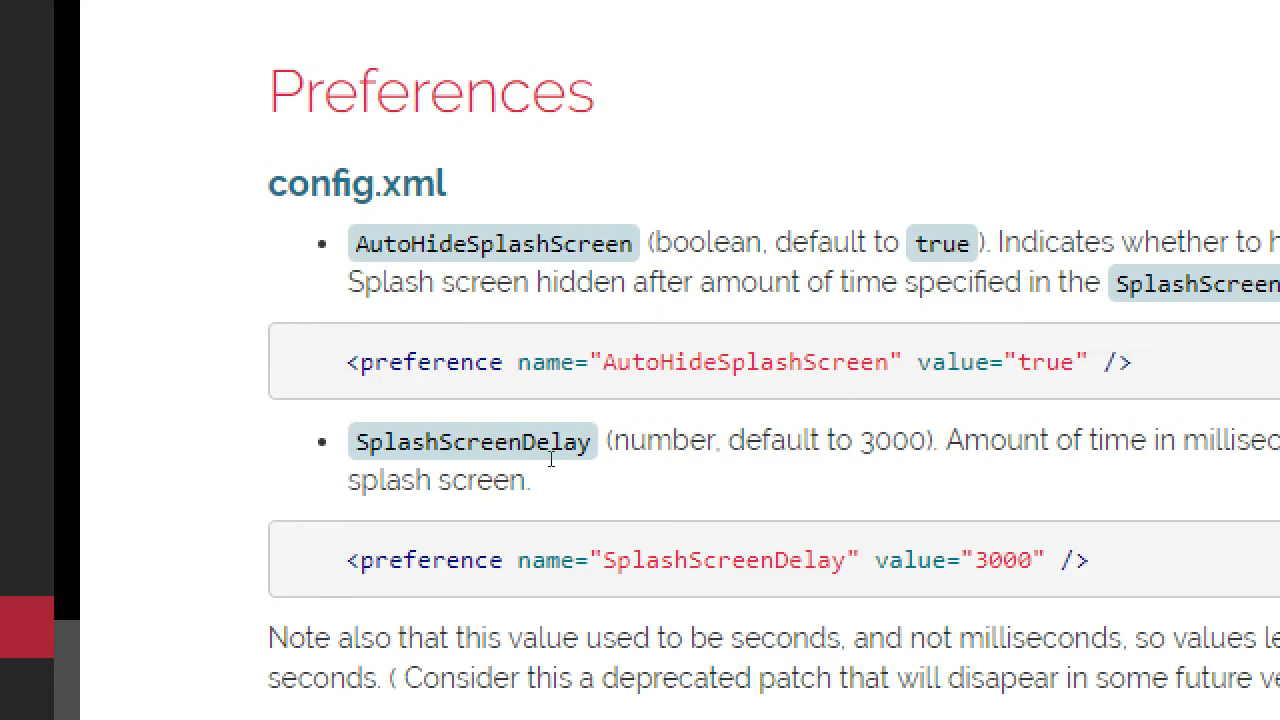 Preferences
config.xml
AutoHideSplashScreen (boolean, default to true). Indicates whether to
Splash screen hidden after amount of time specified in the SplashScreen
<preference name="AutoHideSplashScreen" value="true" />
SplashScreenDelay (number, default to 3000). Amount of time in millisec
splash screen.
<preference name="SplashScreenDelay" value="3000" />
Note also that this value used to be seconds, and not milliseconds, so values le
seconds. ( Consider this a deprecated patch that will disapear in some future ve